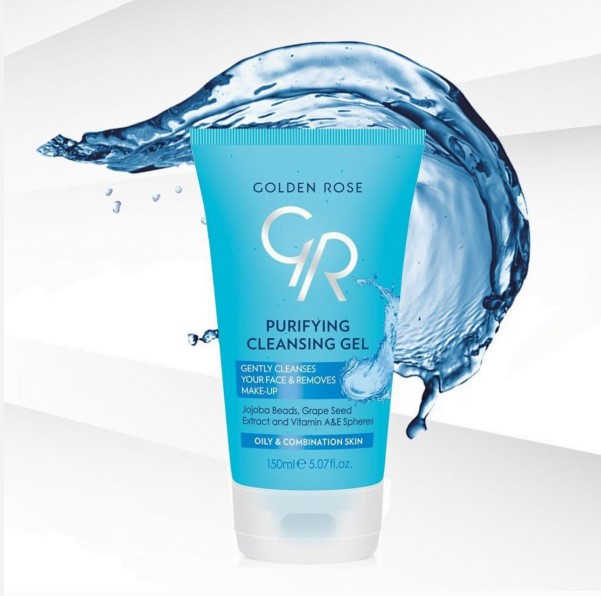 GOLDEN ROSE
GR
PURIFYING
CLEANSING GEL
GENTLY CLEANSES
YOUR FACE & REMOVES
MAKE-UP
Jojoba Beads, Grape Seed
Extract and Vitamin A&E Spheres
OILY & COMBINATION SKIN
150ml ℮ 5.07fl.oz.